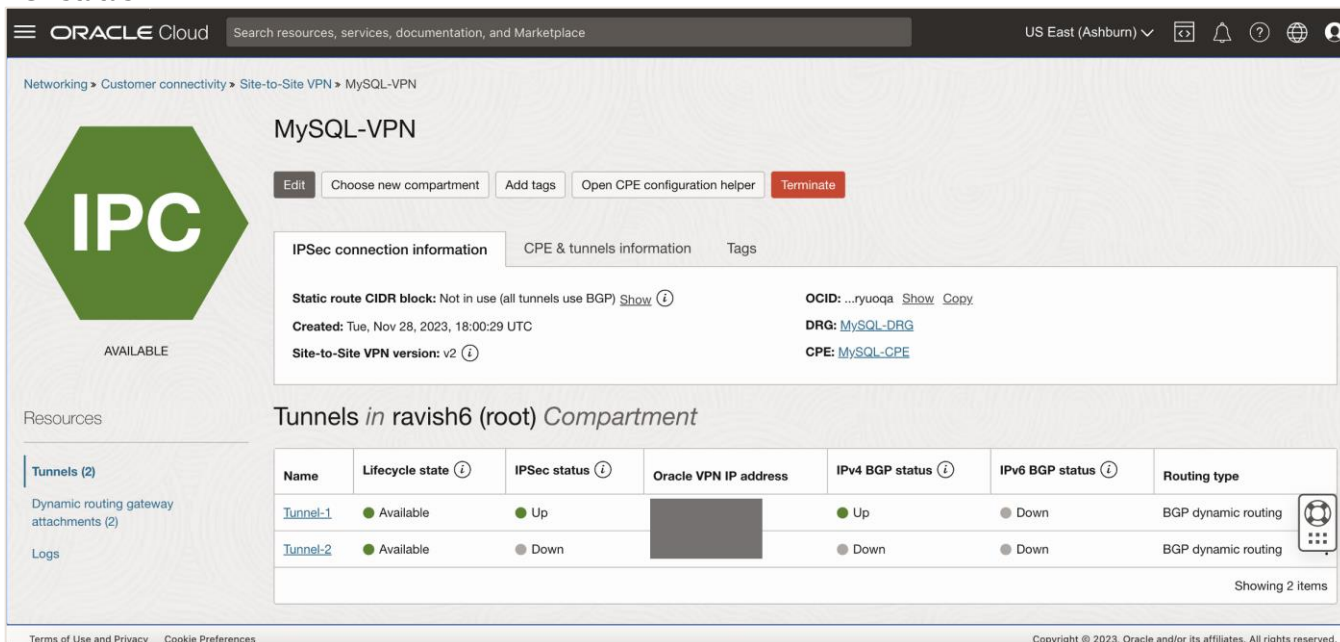 ORACLE Cloud
Search resources, services, documentation, and Marketplace
US East (Ashburn)
Networking » Customer connectivity » Site-to-Site VPN » MySQL-VPN
IPC
AVAILABLE
MySQL-VPN
Edit
Choose new compartment
Add tags
Open CPE configuration helper
Terminate
IPSec connection information
CPE & tunnels information
Tags
Static route CIDR block: Not in use (all tunnels use BGP) Show
Created: Tue, Nov 28, 2023, 18:00:29 UTC
Site-to-Site VPN version: v2
OCID: ...ryuoqa Show Copy
DRG: MySQL-DRG
CPE: MySQL-CPE
Resources
Tunnels (2)
Dynamic routing gateway
attachments (2)
Logs
Tunnels in ravish6 (root) Compartment
Name Lifecycle state IPSec status Oracle VPN IP address IPv4 BGP status IPv6 BGP status Routing type
Tunnel-1 Available Up Up Down BGP dynamic routing
Tunnel-2 Available Down Down Down BGP dynamic routing
Showing 2 items
Terms of Use and Privacy Cookie Preferences
Copyright © 2023, Oracle and/or its affiliates. All rights reserved.